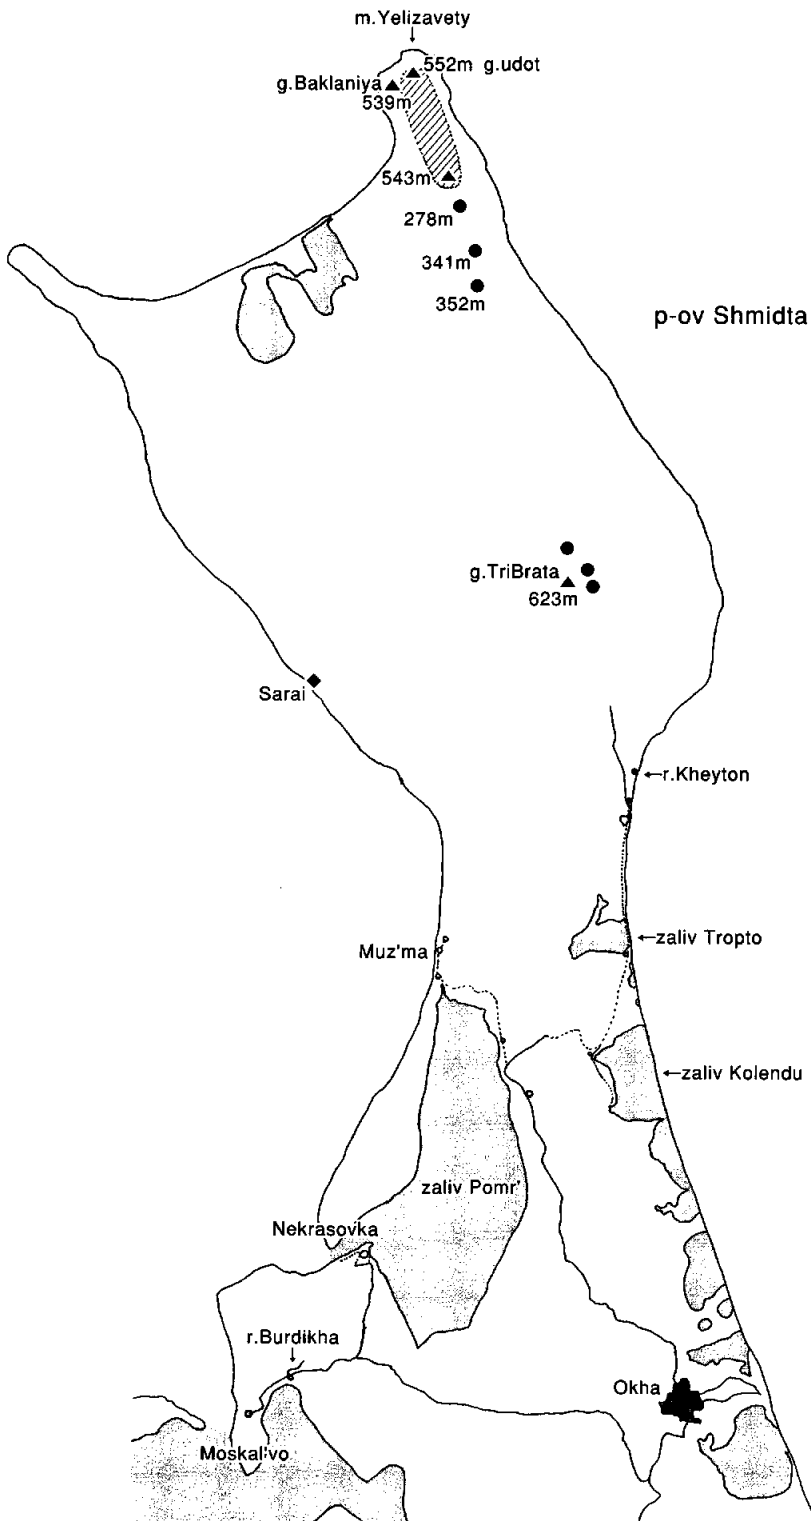 m.Yelizavety
552m g.udot
g.Baklaniya
539m
543m
278m
341m
352m
p-ov Shmidta
g.TriBrata
623m
Sarai
r.Kheyton
zaliv Tropto
Muz'ma
zaliv Kolendu
zaliv Pomr'
Nekrasovka
r.Burdikha
Okha
Moskal'vo